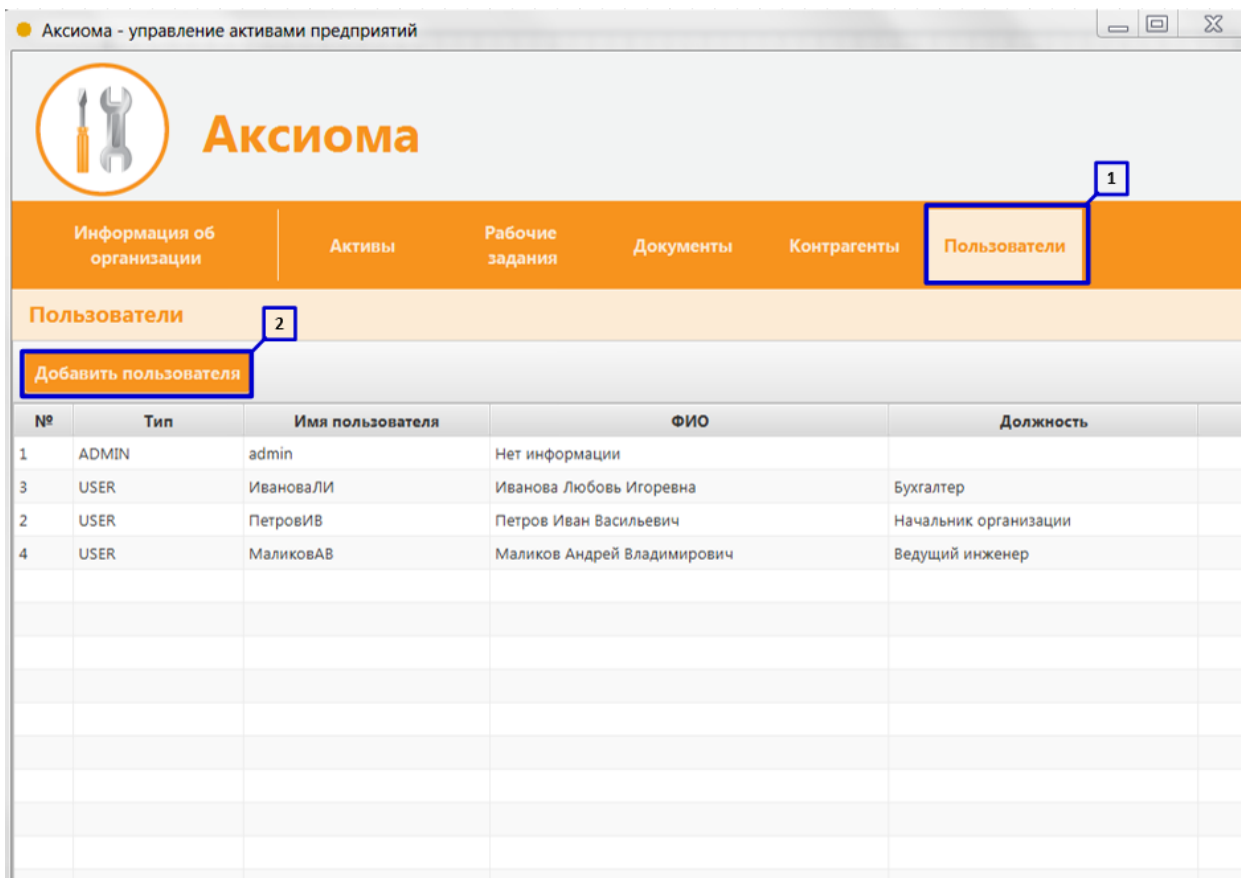 Аксиома - управление активами предприятий
Аксиома
1
Информация об
организации
Активы
Рабочие
задания
Документы
Контрагенты
Пользователи
Пользователи
2
Добавить пользователя
№ Тип Имя пользователя ФИО Должность
1 ADMIN admin Нет информации
3 USER ИвановаЛИ Иванова Любовь Игоревна Бухгалтер
2 USER ПетровИВ Петров Иван Васильевич Начальник организации
4 USER МаликовАВ Маликов Андрей Владимирович Ведущий инженер